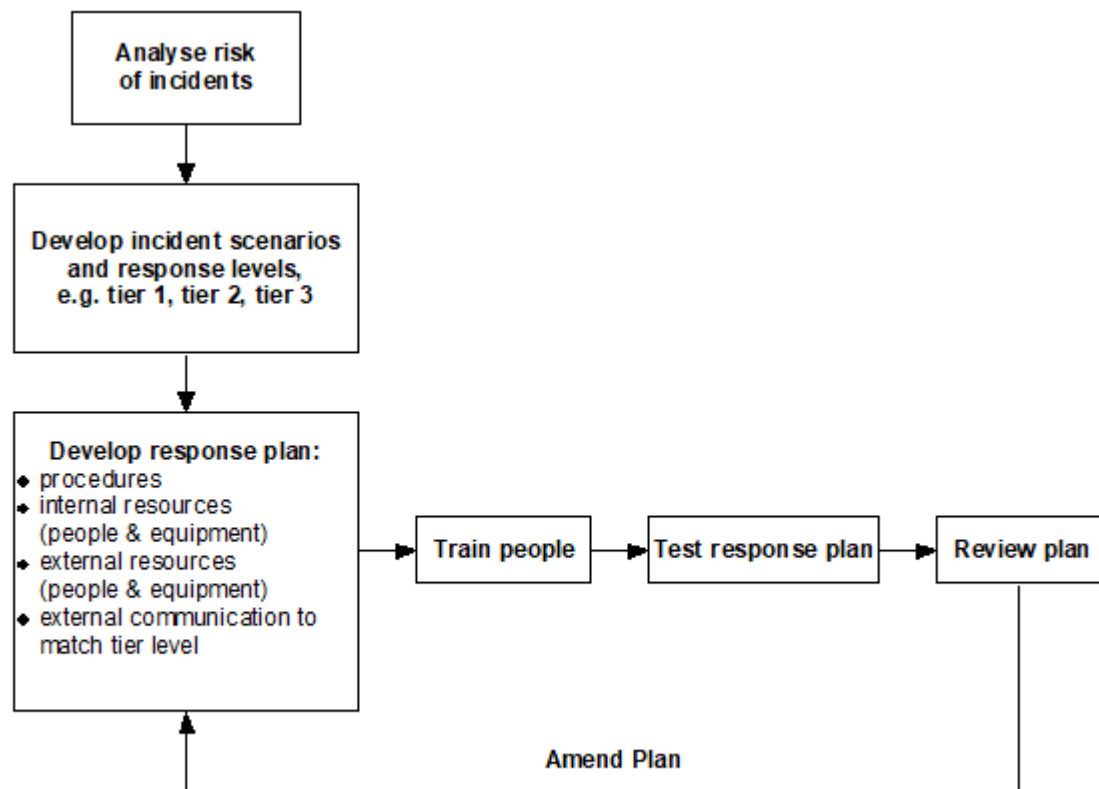 Analyse risk
of incidents
Develop incident scenarios
and response levels,
e.g. tier 1, tier 2, tier 3
Develop response plan:
◆ procedures
◆ internal resources
(people & equipment)
◆ external resources
(people & equipment)
◆ external communication to
match tier level
Train people
Test response plan
Review plan
Amend Plan